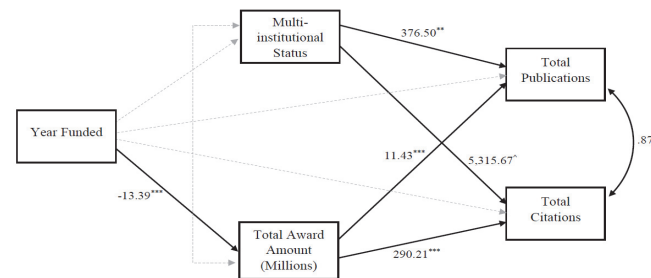 Multi-
institutional
Status
376.50**
Total
Publications
Year Funded
11.43***
5,315.67^
.87
-13.39***
Total Award
Amount
(Millions)
290.21***
Total
Citations